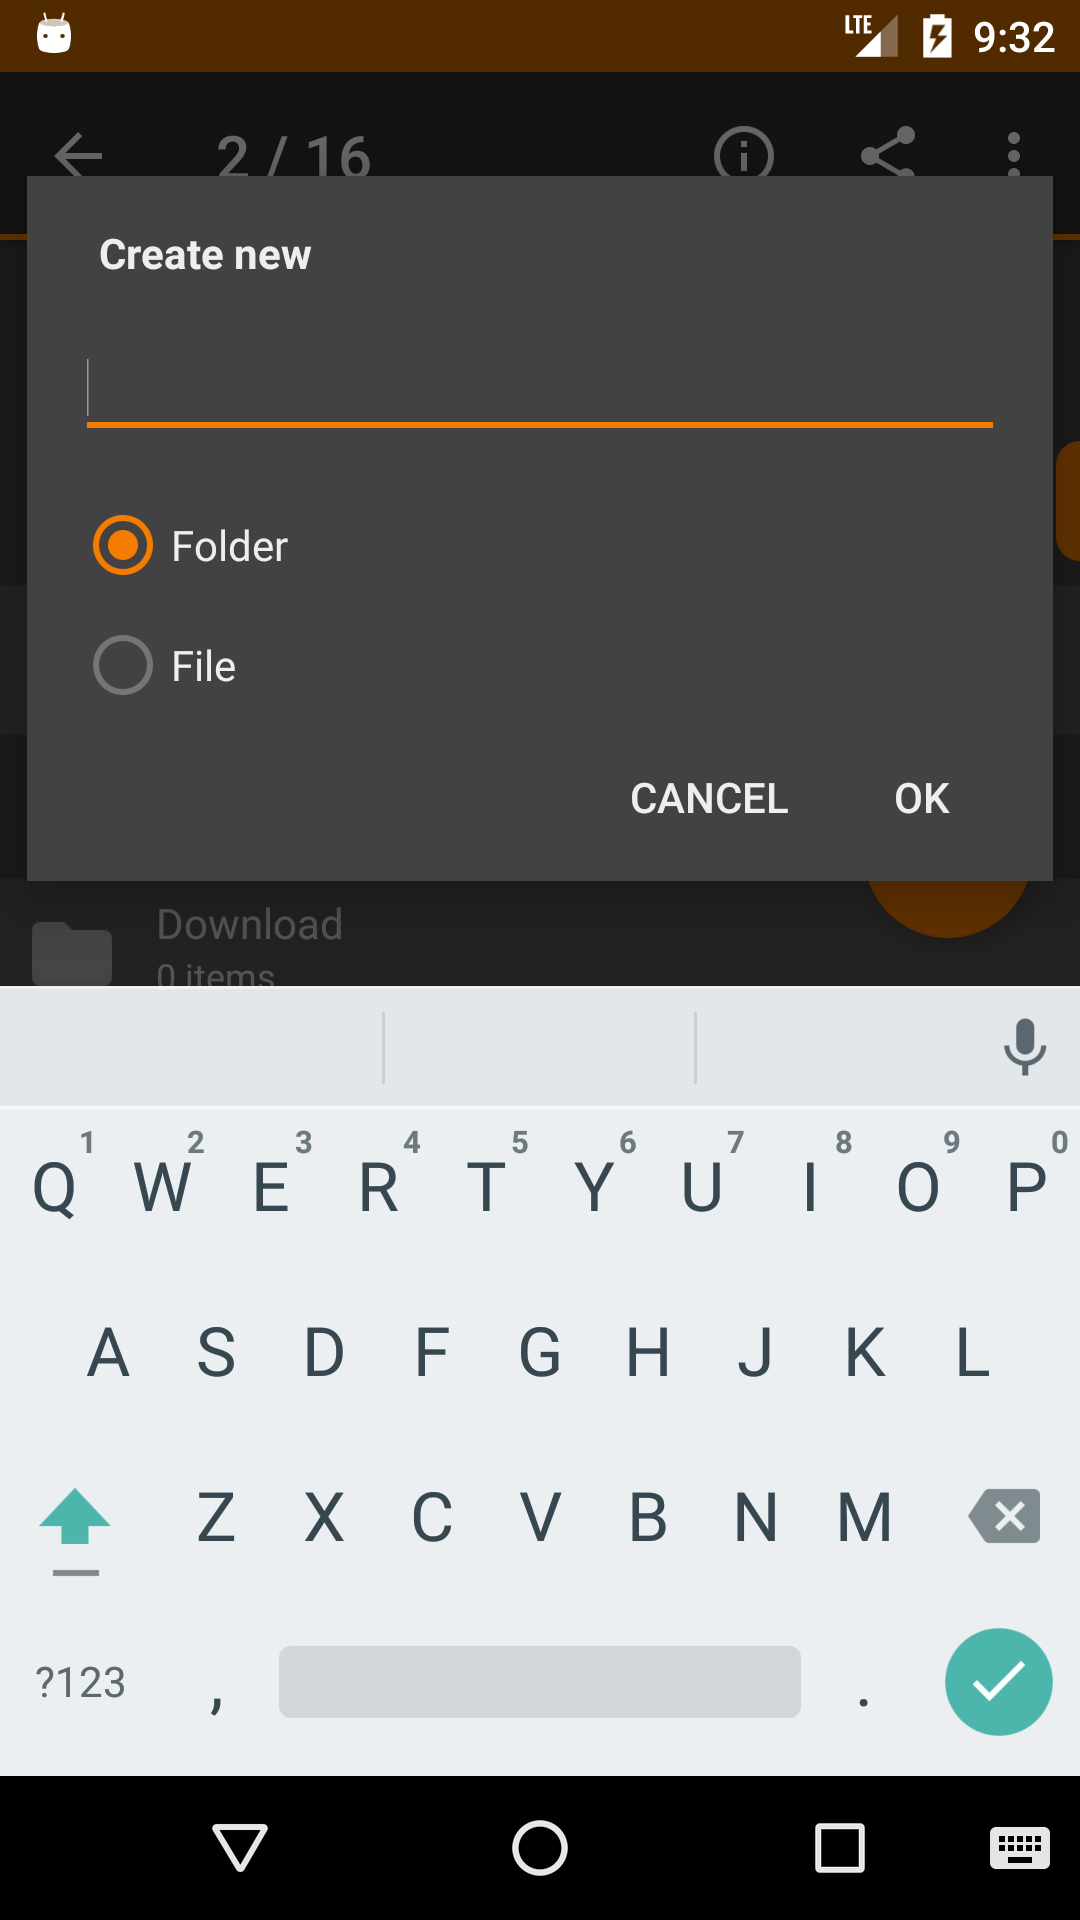 LTE 9:32
2 / 16
Create new
Folder
File
CANCEL OK
Download
0 items
1 2 3 4 5 6 7 8 9 0
Q W E R T Y U I O P
A S D F G H J K L
Z X C V B N M
?123 , .